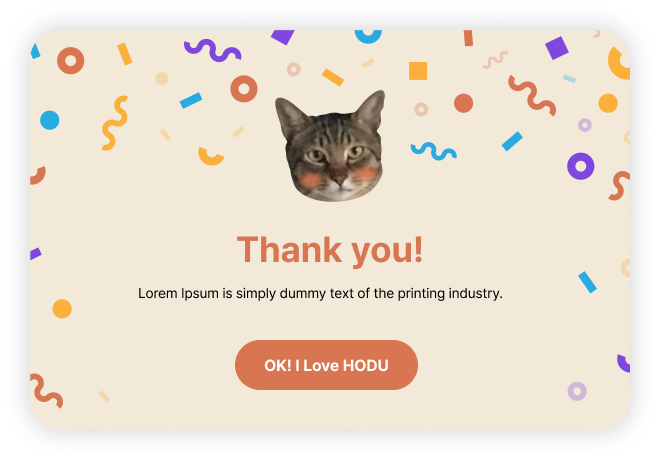 Thank you!
Lorem Ipsum is simply dummy text of the printing industry.
OK! I Love HODU